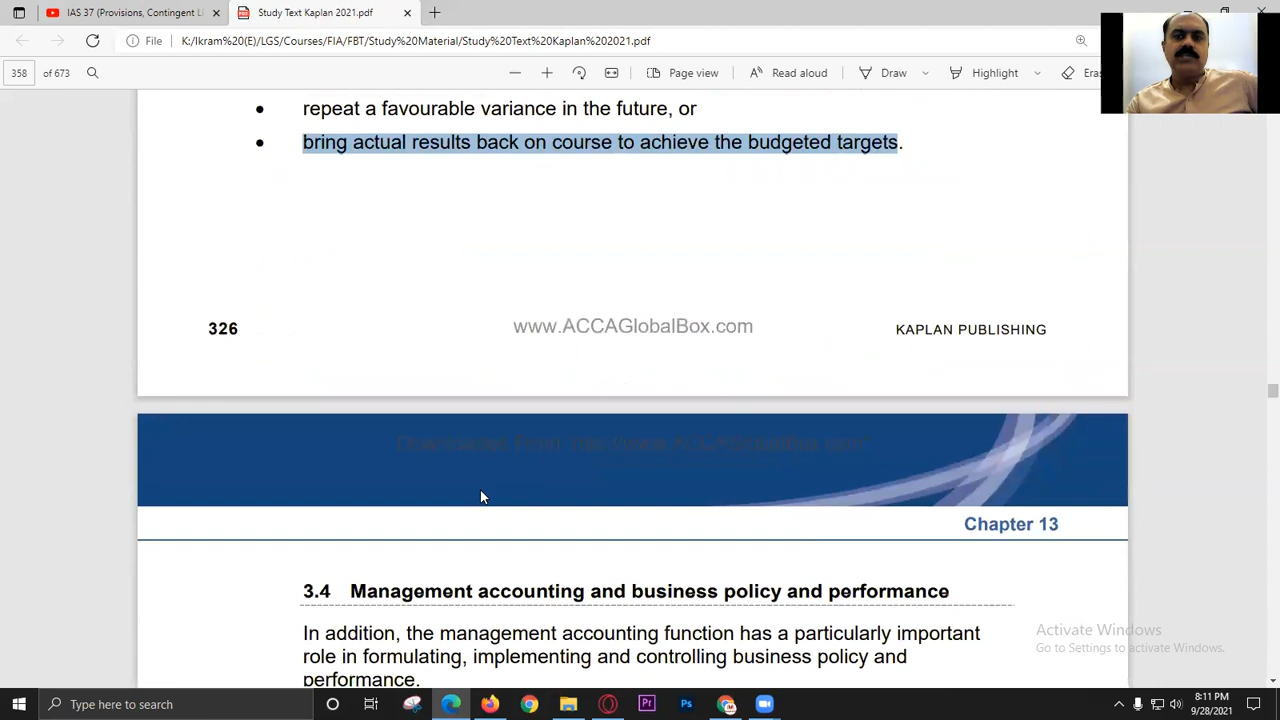 IAS 37 (Provisions, Contingent Li
Study Text Kaplan 2021.pdf
File
K:/Ikram%20(E)/LGS/Courses/FIA/FBT/Study%20Material/Study%20Text%20Kaplan%202021.pdf
358 of 673
Page view
Read aloud
Draw
Highlight
Eras
• repeat a favourable variance in the future, or
• bring actual results back on course to achieve the budgeted targets.
326
www.ACCAGlobalBox.com
KAPLAN PUBLISHING
Chapter 13
3.4 Management accounting and business policy and performance
In addition, the management accounting function has a particularly important
role in formulating, implementing and controlling business policy and
performance.
Activate Windows
Go to Settings to activate Windows.
Type here to search
Pr
Ps
8:11 PM
9/28/2021